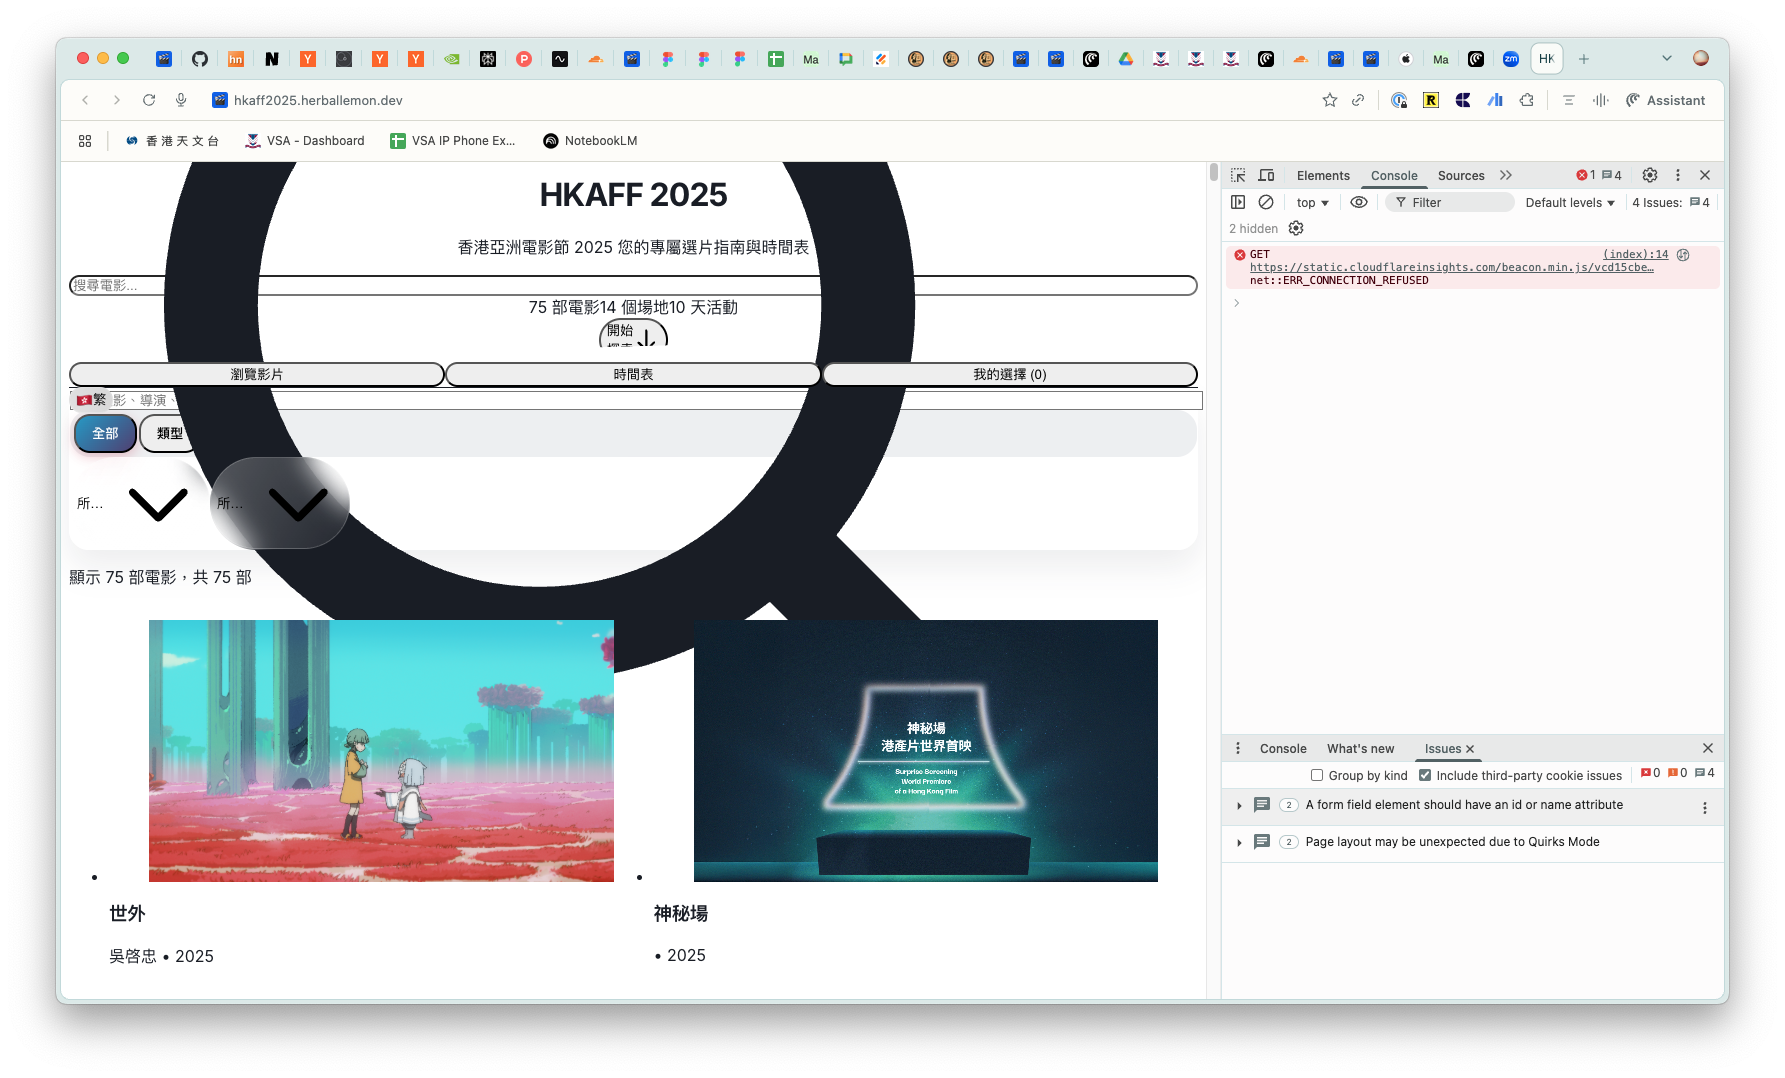 hn
N
Y
Y
Y
P
Ma
Ma
zm
HK
hkaff2025.herballemon.dev
R
Assistant
香港天文台
VSA - Dashboard
VSA IP Phone Ex...
NotebookLM
HKAFF 2025
香港亞洲電影節 2025 您的專屬選片指南與時間表
搜尋電影...
75 部電影14 個場地10 天活動
開始
瀏覽影片
時間表
我的選擇 (0)
繁
影、導演、
全部
類型
所...
所...
顯示 75 部電影，共 75 部
神秘場
港產片世界首映
Surprise Screening
World Premiere
of a Hong Kong Film
世外
吳啓忠 • 2025
神秘場
• 2025
Elements
Console
Sources
1
4
top
Filter
Default levels
4 Issues:
4
2 hidden
GET
(index):14
https://static.cloudflareinsights.com/beacon.min.js/vcd15cbe…
net::ERR_CONNECTION_REFUSED
Console
What's new
Issues
Group by kind
Include third-party cookie issues
0
0
4
2
A form field element should have an id or name attribute
2
Page layout may be unexpected due to Quirks Mode